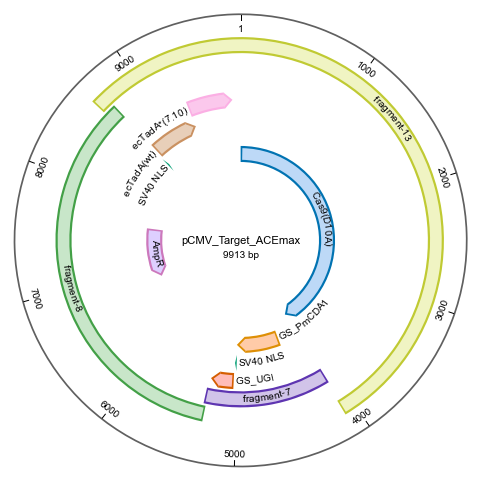 1
1000
2000
3000
4000
5000
6000
7000
8000
9000
fragment-13
fragment-8
fragment-7
ecTadA*(7.10)
ecTadA(wt)
SV40 NLS
Cas9(D10A)
AmpR
pCMV_Target_ACEmax
9913 bp
GS_PmCDA1
SV40 NLS
GS_UGI